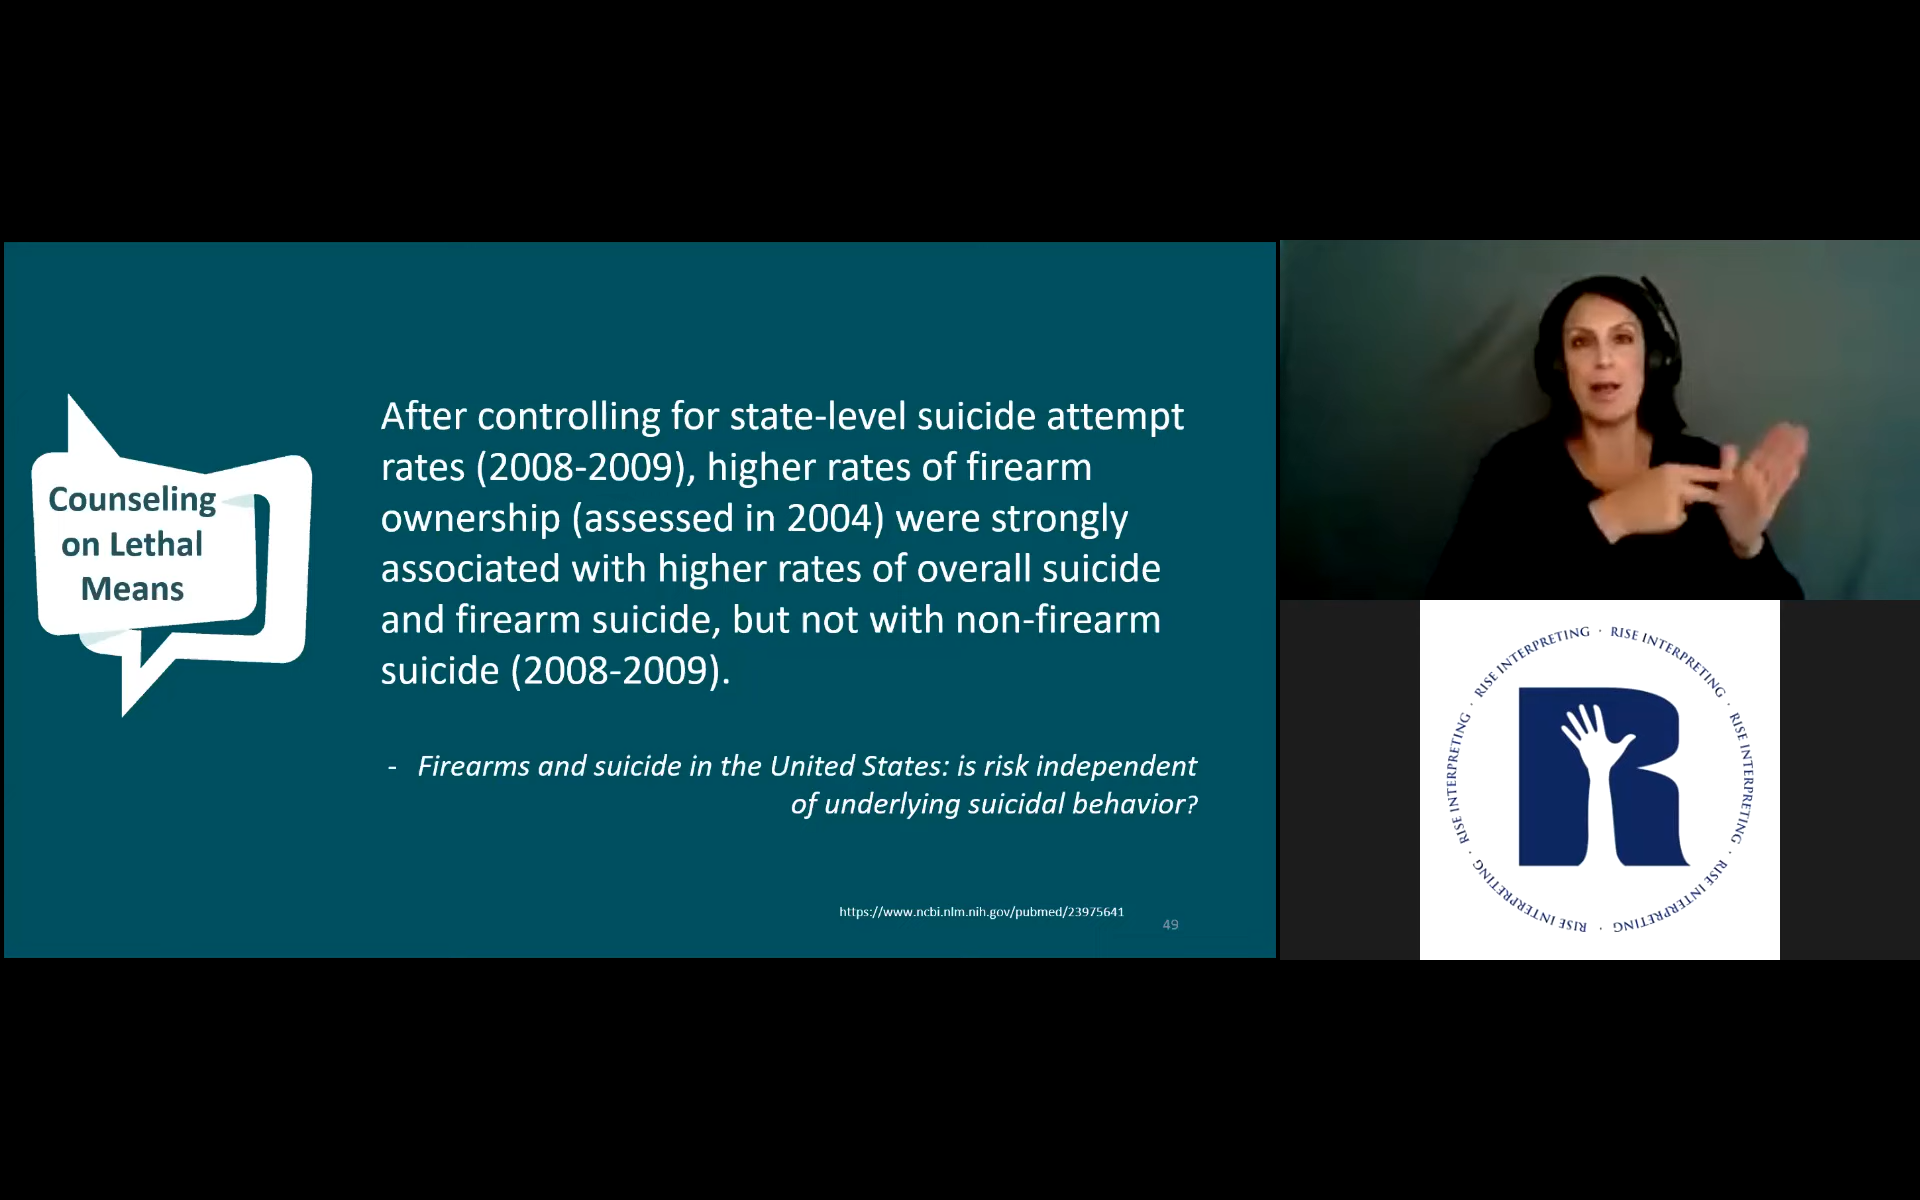 Counseling
on Lethal
Means
After controlling for state-level suicide attempt
rates (2008-2009), higher rates of firearm
ownership (assessed in 2004) were strongly
associated with higher rates of overall suicide
and firearm suicide, but not with non-firearm
suicide (2008-2009).
- Firearms and suicide in the United States: is risk independent
of underlying suicidal behavior?
https://www.ncbi.nlm.nih.gov/pubmed/23975641
49
RISE INTERPRETING · RISE INTERPRETING · RISE INTERPRETING · RISE INTERPRETING · RISE INTERPRETING · RISE INTERPRETING ·
R